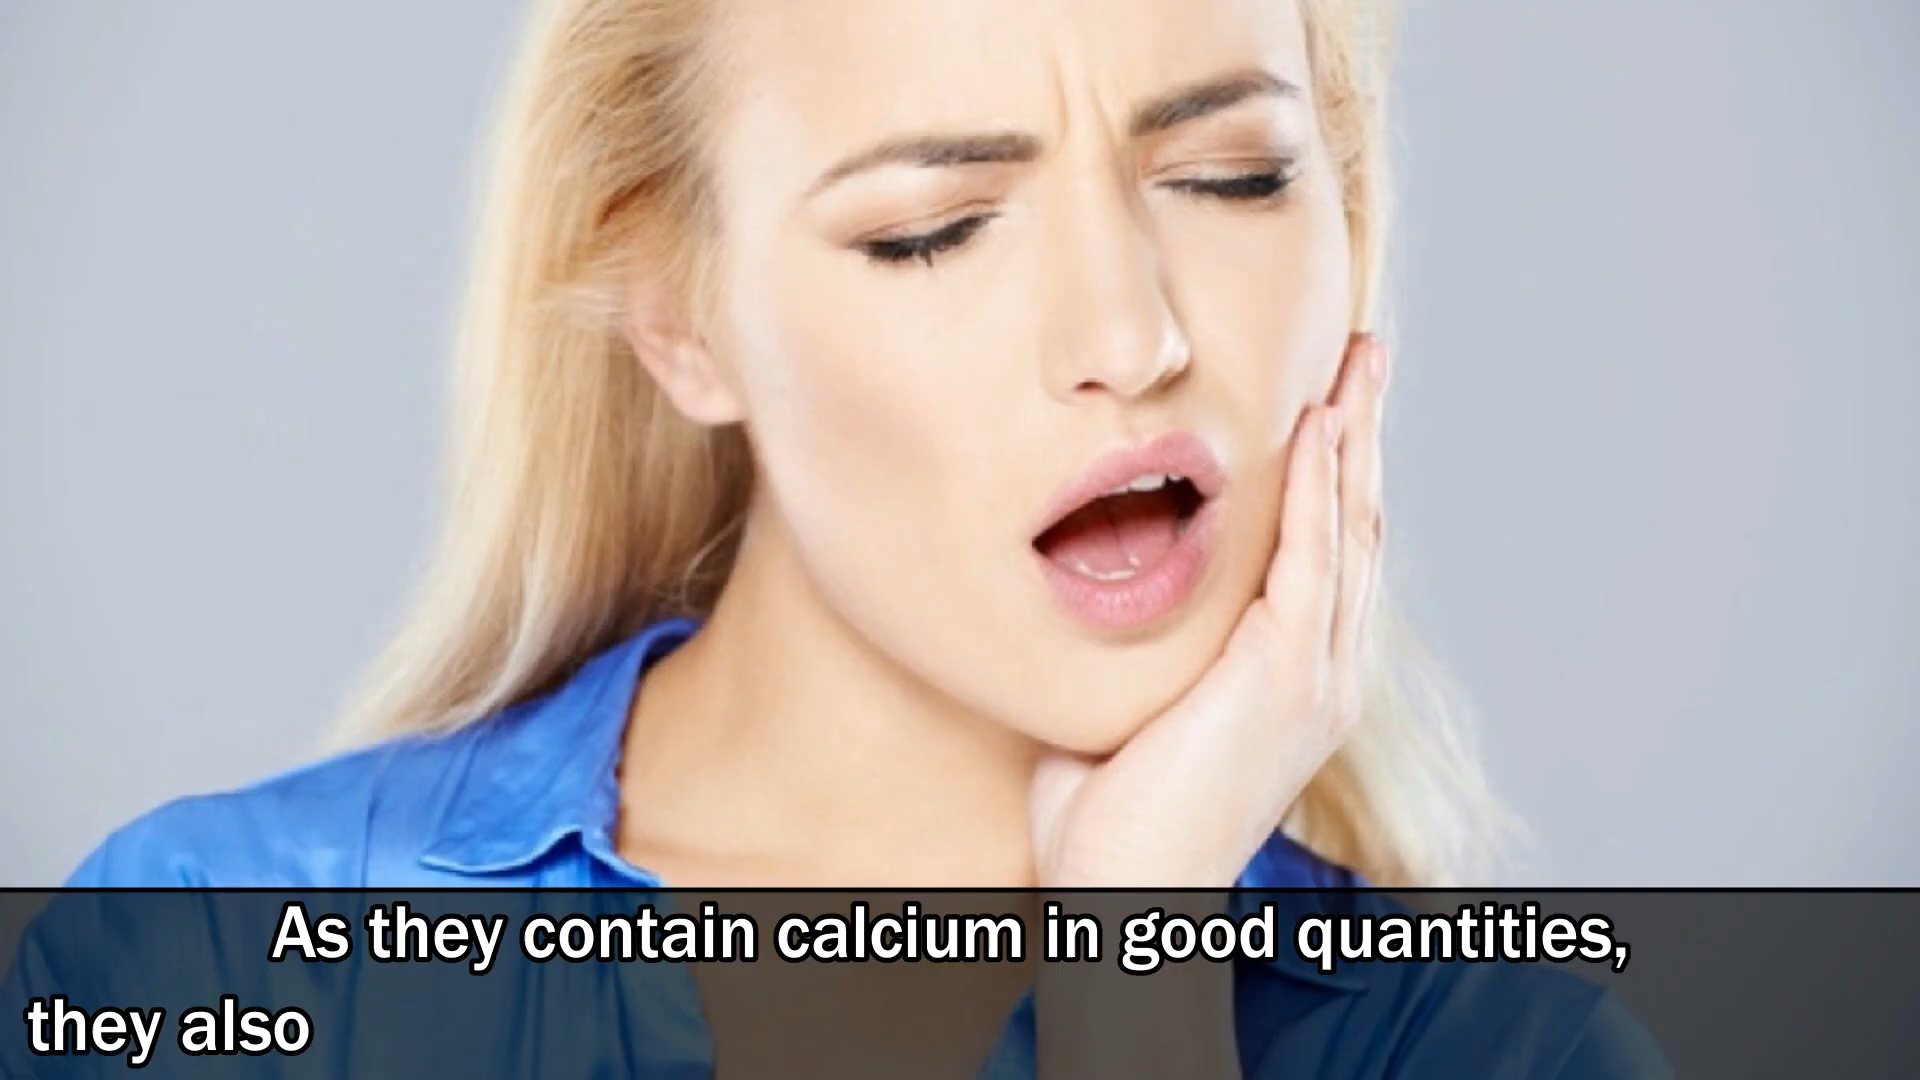 As they contain calcium in good quantities,
they also